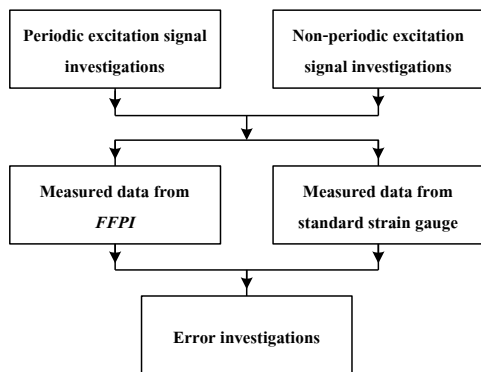 Periodic excitation signal
investigations
Non-periodic excitation
signal investigations
Measured data from
FFPI
Measured data from
standard strain gauge
Error investigations